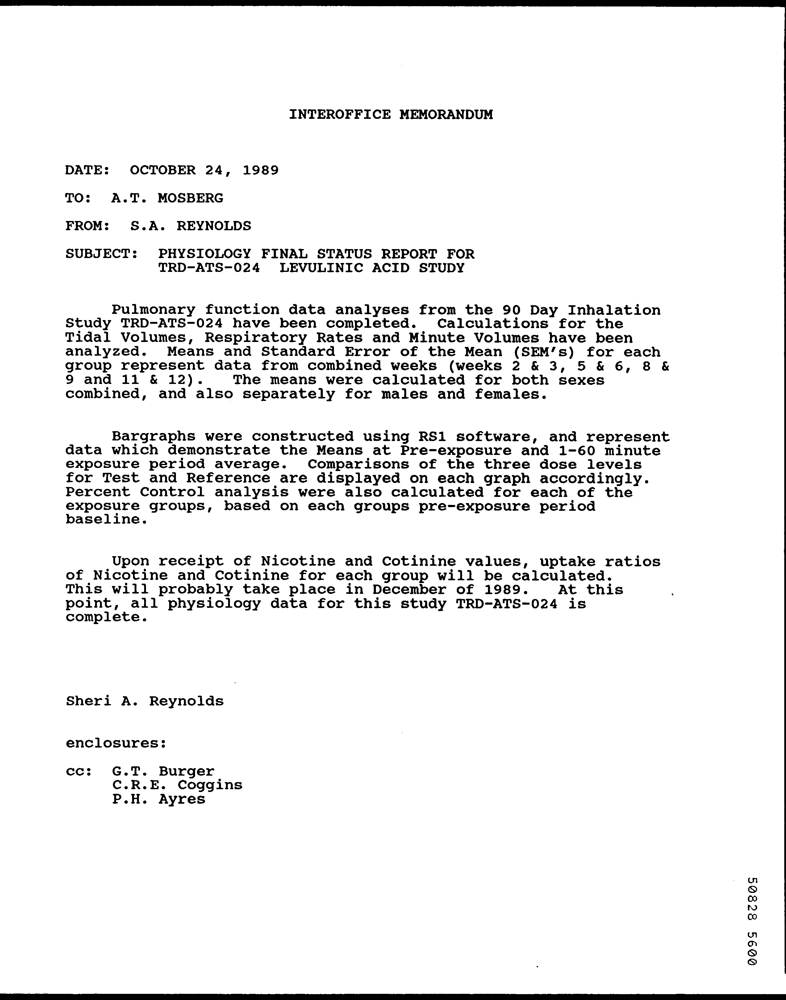 INTEROFFICE MEMORANDUM
DATE: OCTOBER 24, 1989
TO: A.T. MOSBERG
FROM: S.A. REYNOLDS
SUBJECT: PHYSIOLOGY FINAL STATUS REPORT FOR
TRD-ATS-024 LEVULINIC ACID STUDY
Pulmonary function data analyses from the 90 Day Inhalation
Study TRD-ATS-024 have been completed. Calculations for the
Tidal Volumes, Respiratory Rates and Minute Volumes have been
analyzed. Means and Standard Error of the Mean (SEM's) for each
group represent data from combined weeks (weeks 2 & 3, 5 & 6, 8 &
9 and 11 & 12). The means were calculated for both sexes
combined, and also separately for males and females.
Bargraphs were constructed using RS1 software, and represent
data which demonstrate the Means at Pre-exposure and 1-60 minute
exposure period average. Comparisons of the three dose levels
for Test and Reference are displayed on each graph accordingly.
Percent Control analysis were also calculated for each of the
exposure groups, based on each groups pre-exposure period
baseline.
Upon receipt of Nicotine and Cotinine values, uptake ratios
of Nicotine and Cotinine for each group will be calculated.
This will probably take place in December of 1989. At this
point, all physiology data for this study TRD-ATS-024 is
complete.
Sheri A. Reynolds
enclosures:
cc: G.T. Burger
C.R.E. Coggins
P.H. Ayres
50828 5600